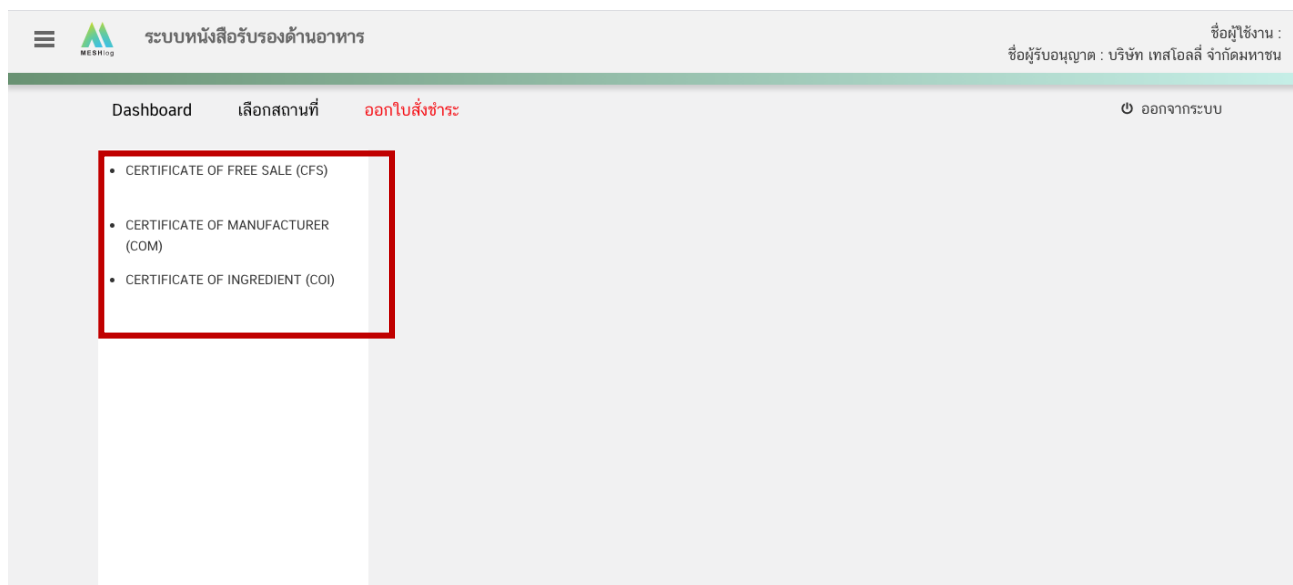 ระบบหนังสือรับรองด้านอาหาร
MESHlog
ชื่อผู้ใช้งาน :
ชื่อผู้รับอนุญาต : บริษัท เทสโอลลี่ จำกัดมหาชน
Dashboard เลือกสถานที่ ออกใบสั่งชำระ ออกจากระบบ
• CERTIFICATE OF FREE SALE (CFS)
• CERTIFICATE OF MANUFACTURER
(COM)
• CERTIFICATE OF INGREDIENT (COI)